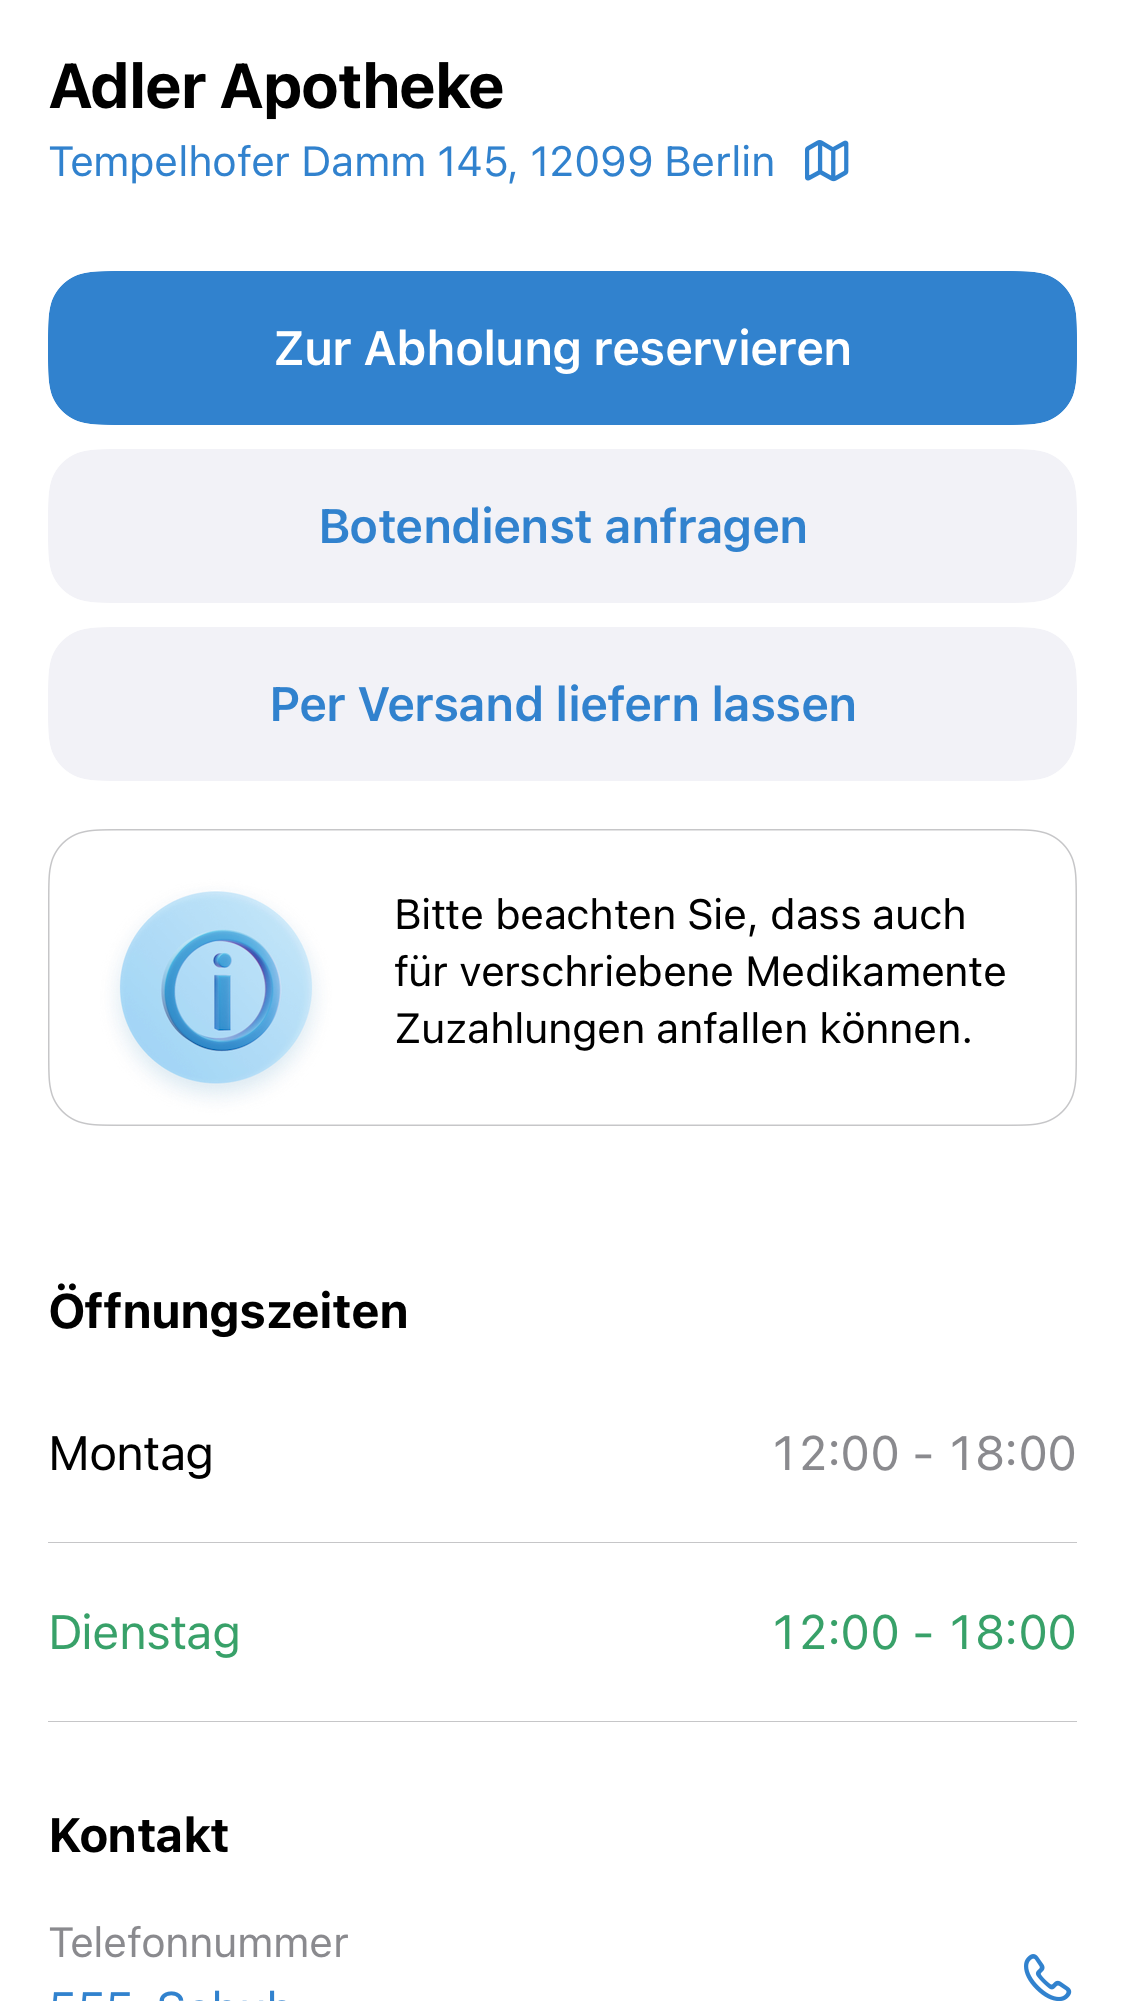 Adler Apotheke
Tempelhofer Damm 145, 12099 Berlin
Zur Abholung reservieren
Botendienst anfragen
Per Versand liefern lassen
Bitte beachten Sie, dass auch
für verschriebene Medikamente
Zuzahlungen anfallen können.
Öffnungszeiten
Montag 12:00 - 18:00
Dienstag 12:00 - 18:00
Kontakt
Telefonnummer